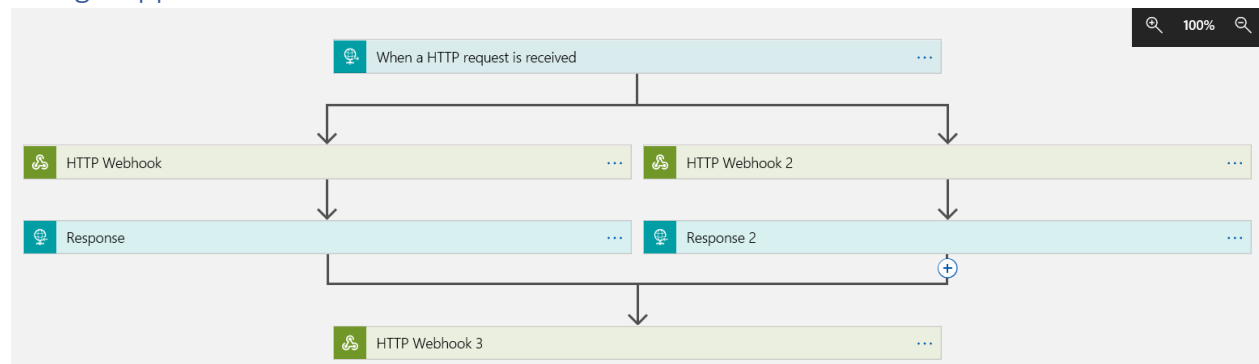 100%
When a HTTP request is received
HTTP Webhook
HTTP Webhook 2
Response
Response 2
HTTP Webhook 3